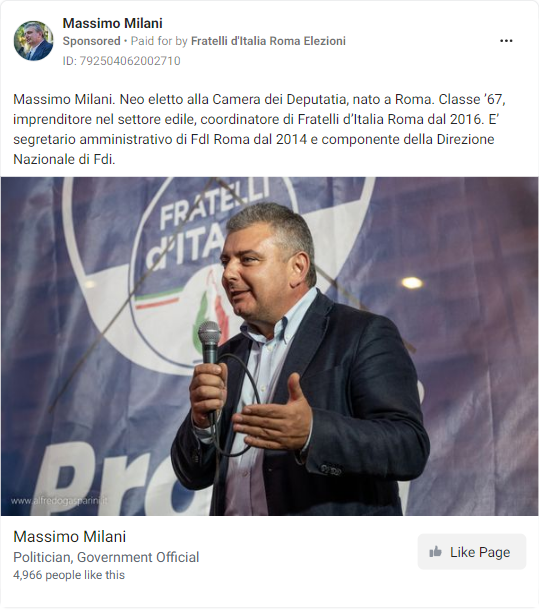 Massimo Milani
Sponsored • Paid for by Fratelli d'Italia Roma Elezioni
ID: 792504062002710
Massimo Milani. Neo eletto alla Camera dei Deputatia, nato a Roma. Classe ’67,
imprenditore nel settore edile, coordinatore di Fratelli d’Italia Roma dal 2016. E’
segretario amministrativo di FdI Roma dal 2014 e componente della Direzione
Nazionale di Fdi.
FRATELLI
d'ITA
Pro
www.alfredogasparini.it
Massimo Milani
Politician, Government Official
4,966 people like this
Like Page